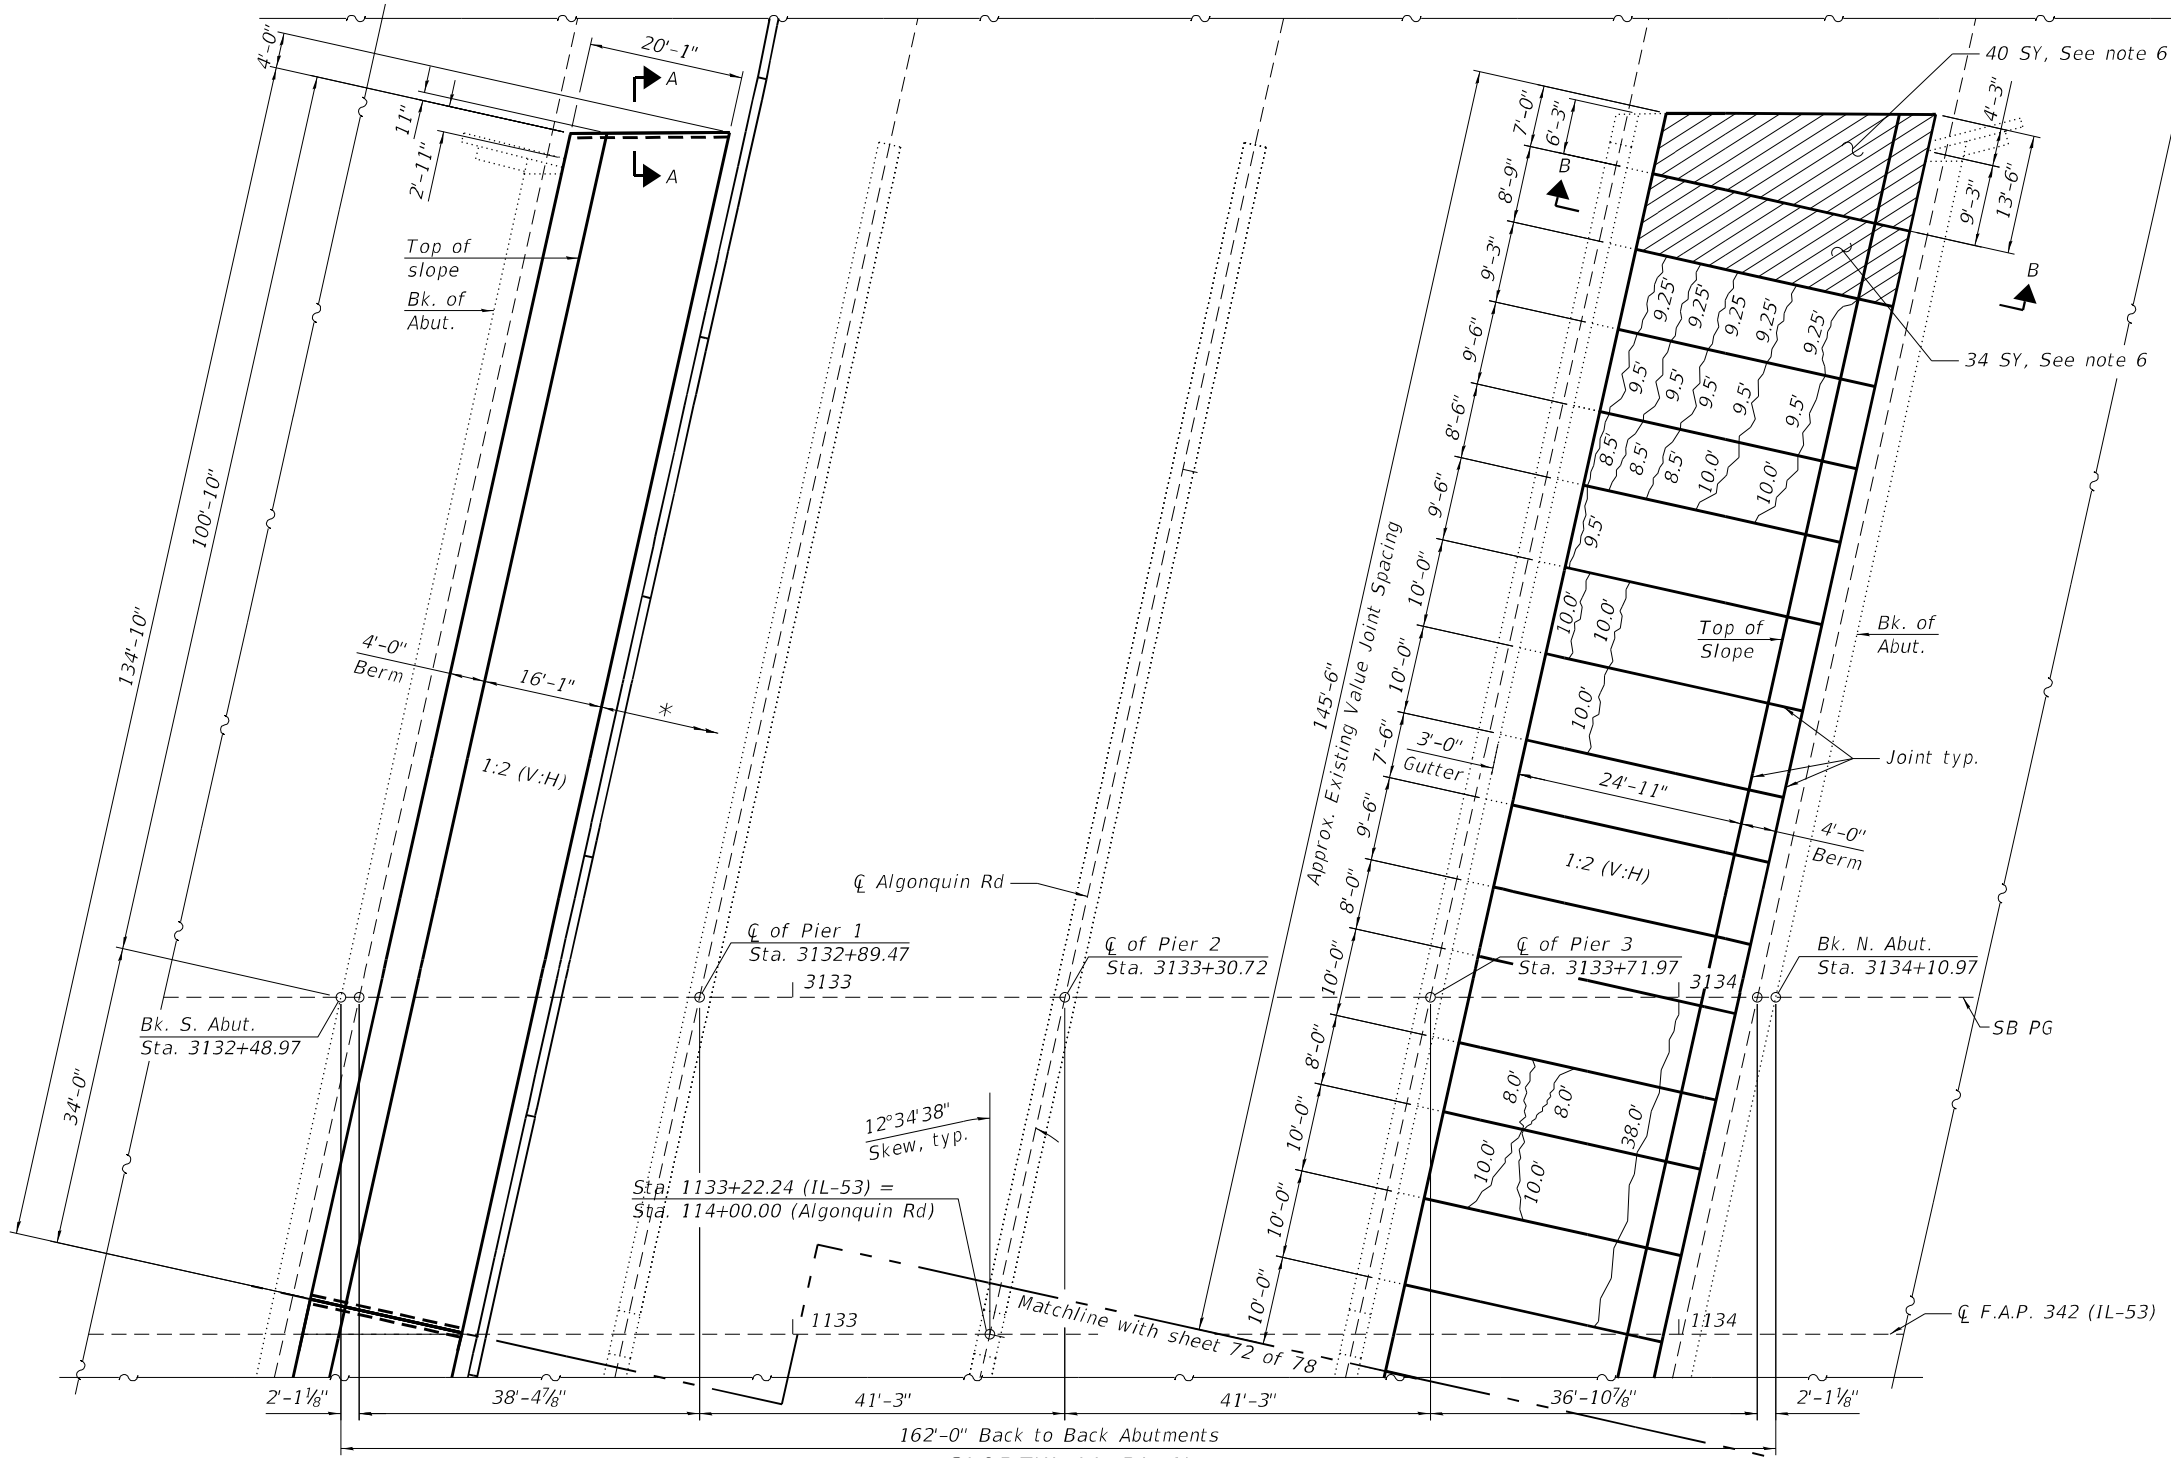 4'-0"
20'-1"
A
11"
2'-11"
A
Top of
slope
Bk. of
Abut.
100'-10"
134'-10"
4'-0"
Berm
16'-1"
*
1:2 (V:H)
34'-0"
Bk. S. Abut.
Sta. 3132+48.97
℄ of Pier 1
Sta. 3132+89.47
3133
℄ Algonquin Rd
℄ of Pier 2
Sta. 3133+30.72
12°34'38"
Skew, typ.
Sta. 1133+22.24 (IL-53) =
Sta. 114+00.00 (Algonquin Rd)
1133
Matchline with sheet 72 of 78
145'-6"
Approx. Existing Value Joint Spacing
7'-0"
6'-3"
8'-9"
9'-3"
9'-6"
8'-6"
9'-6"
10'-0"
10'-0"
7'-6"
9'-6"
8'-0"
10'-0"
8'-0"
10'-0"
10'-0"
10'-0"
B
40 SY, See note 6
4'-3"
9'-3"
13'-6"
B
34 SY, See note 6
9.25'
9.25'
9.25'
9.25'
9.25'
9.5'
9.5'
9.5'
9.5'
9.5'
8.5'
8.5'
8.5'
10.0'
10.0'
9.5'
10.0'
10.0'
10.0'
Top of
Slope
Bk. of
Abut.
Joint typ.
3'-0"
Gutter
24'-11"
4'-0"
Berm
1:2 (V:H)
℄ of Pier 3
Sta. 3133+71.97
3134
Bk. N. Abut.
Sta. 3134+10.97
SB PG
8.0'
8.0'
38.0'
10.0'
10.0'
1134
℄ F.A.P. 342 (IL-53)
2'-1⅛"
38'-4⅞"
41'-3"
41'-3"
36'-10⅞"
2'-1⅛"
162'-0" Back to Back Abutments